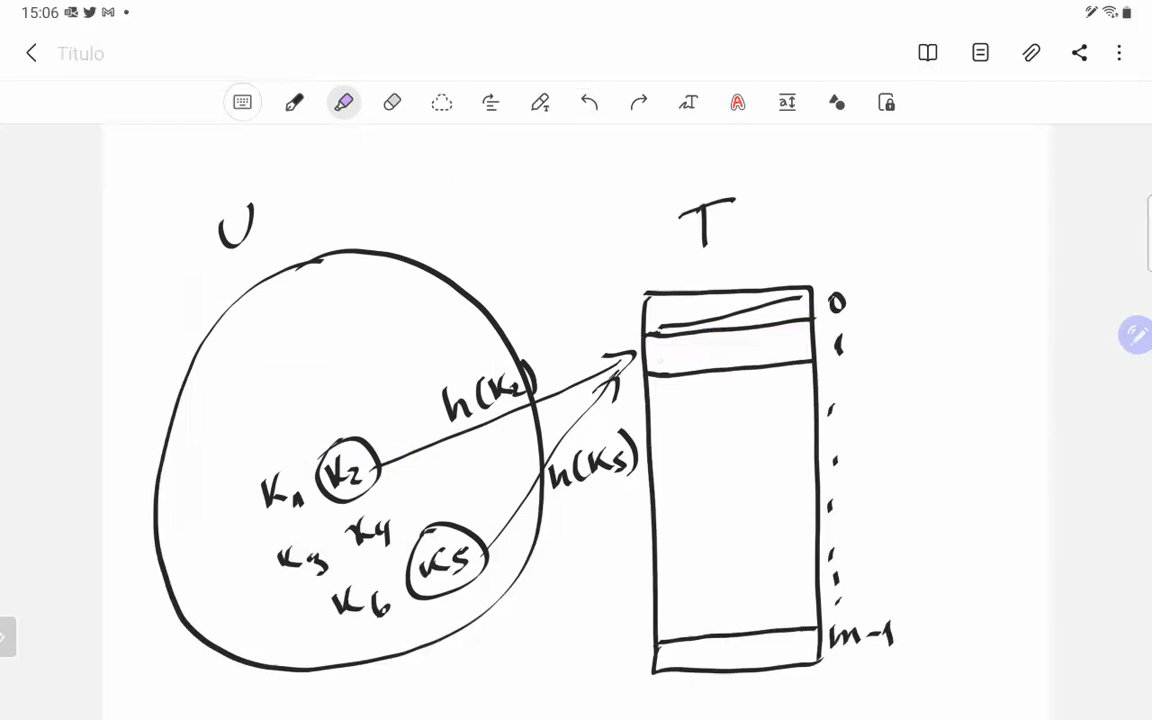 15:06
Título
U
T
0
1
h(K2)
K1 K2
h(K5)
K3 K4 K5
K6
m-1